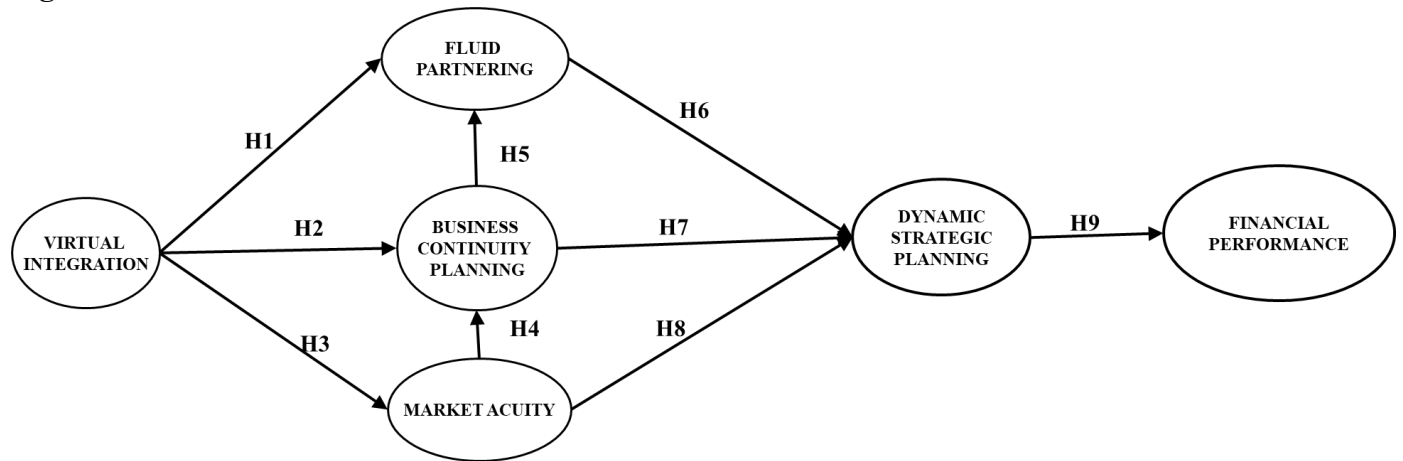 FLUID
PARTNERING
H1
H6
H5
VIRTUAL
INTEGRATION
H2
BUSINESS
CONTINUITY
PLANNING
H7
DYNAMIC
STRATEGIC
PLANNING
H9
FINANCIAL
PERFORMANCE
H3
H4
H8
MARKET ACUITY